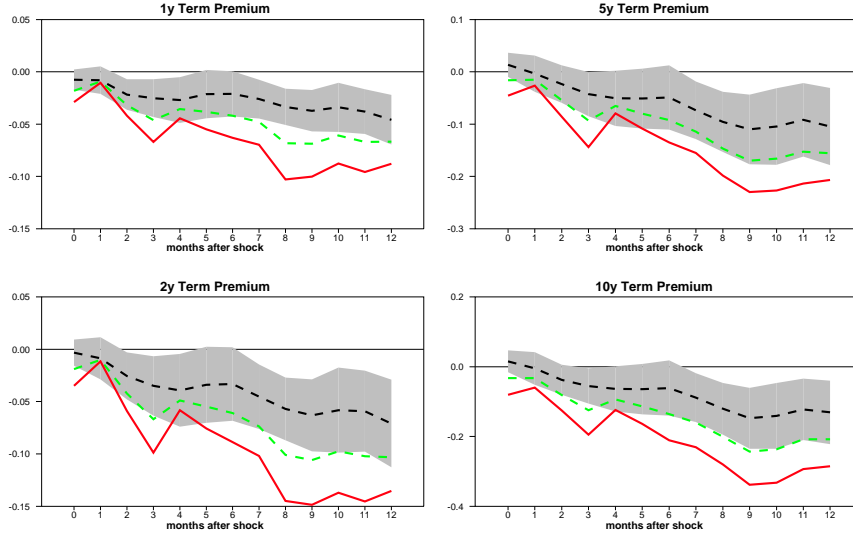 1y Term Premium
0.05
0.00
-0.05
-0.10
-0.15
0 1 2 3 4 5 6 7 8 9 10 11 12
months after shock
5y Term Premium
0.1
0.0
-0.1
-0.2
-0.3
0 1 2 3 4 5 6 7 8 9 10 11 12
months after shock
2y Term Premium
0.05
0.00
-0.05
-0.10
-0.15
0 1 2 3 4 5 6 7 8 9 10 11 12
months after shock
10y Term Premium
0.2
0.0
-0.2
-0.4
0 1 2 3 4 5 6 7 8 9 10 11 12
months after shock